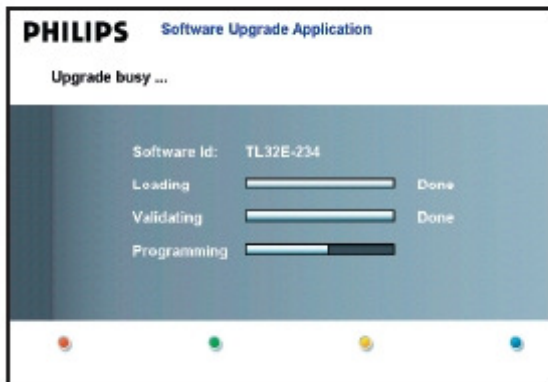 PHILIPS Software Upgrade Application
Upgrade busy ...
Software Id: TL32E-234
Loading Done
Validating Done
Programming